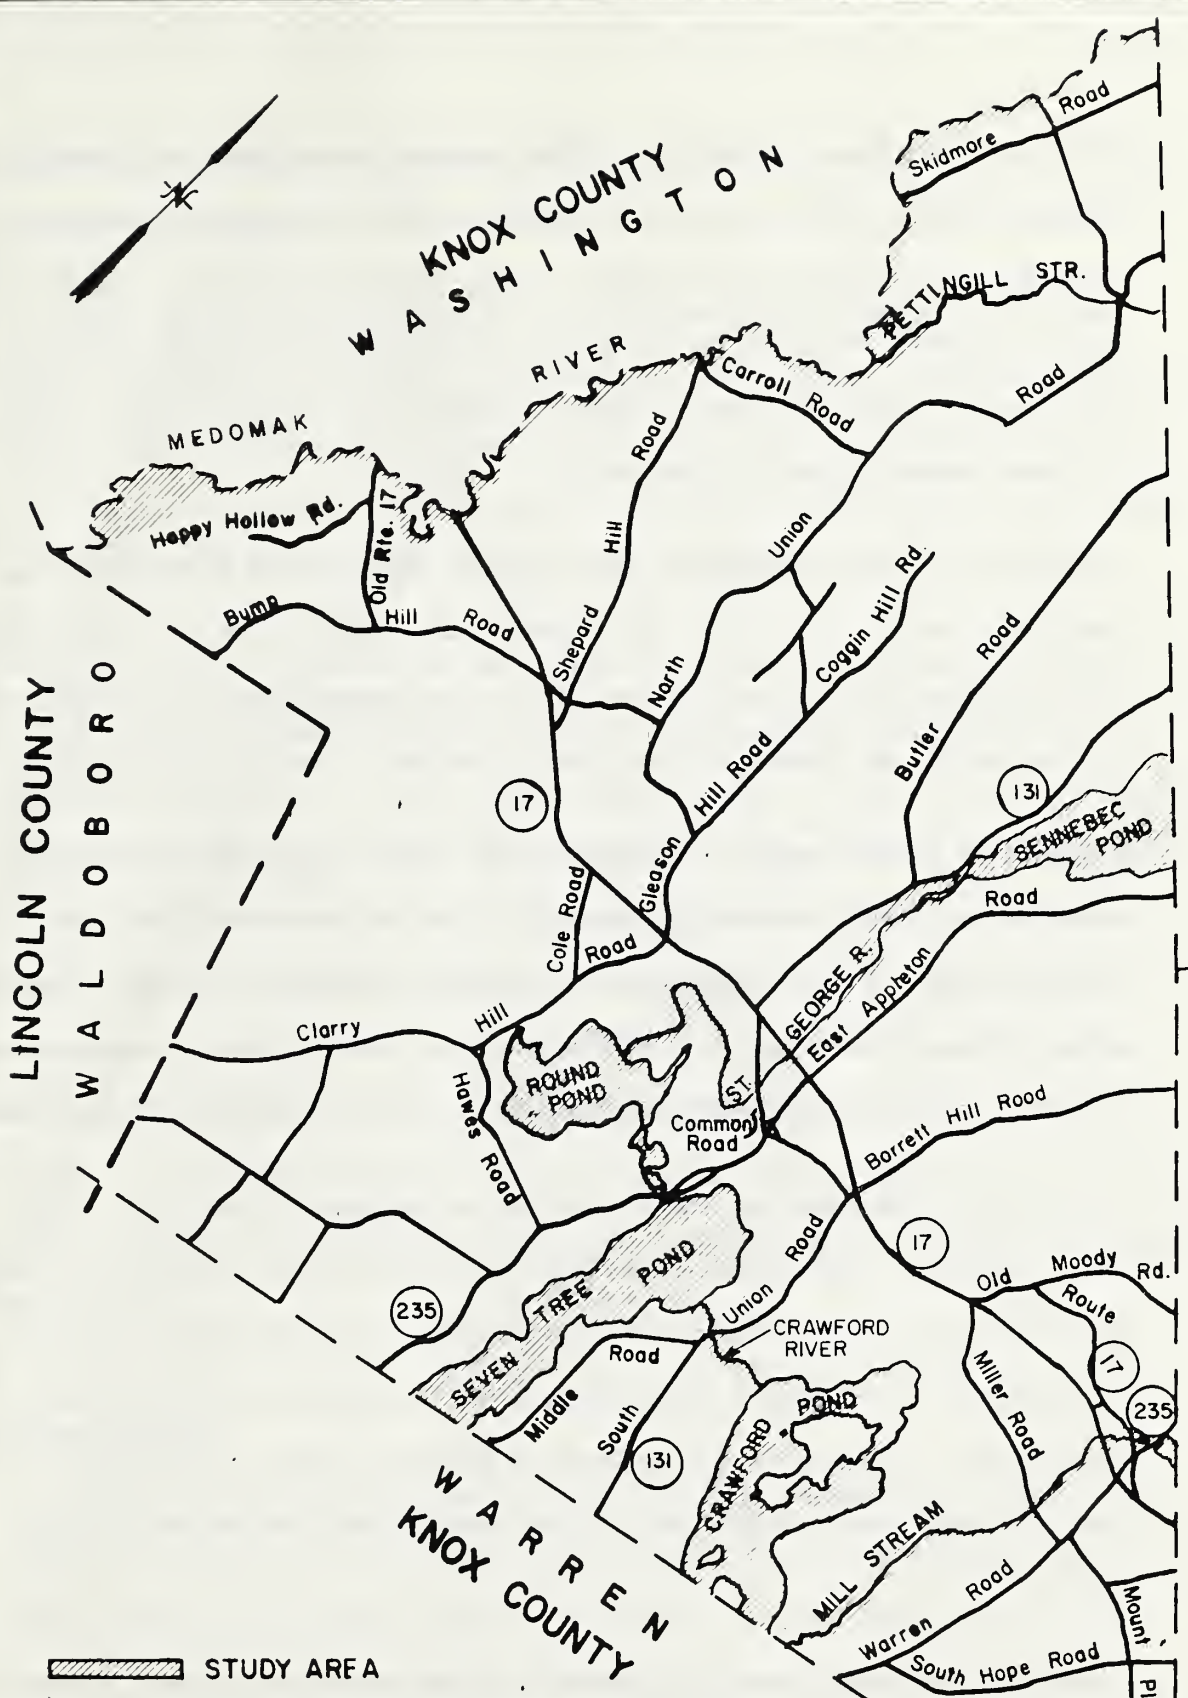 Road
Skidmore
KNOX COUNTY
WASHINGTON
PETTINGILL STR.
RIVER
Carroll Road
Road
MEDOMAK
Road
Happy Hollow Rd.
Old Rte. 17
Hill
Union
Coggin Hill Rd.
Bump Hill Road
Shepard
North
Road
Butler
LINCOLN COUNTY
WALDOBORO
17
Hill Road
131
SENNEBEC
POND
Gleason
Cole Road
Road
Road
GEORGE R.
East Appleton
Hill
Clarry
ROUND
POND
ST.
Hawes Road
Common
Road
Barrett Hill Road
POND
Road
17
Old
Moody Rd.
Route
17
TREE
235
Union
CRAWFORD
RIVER
SEVEN
Road
Middle
South
Miller Road
235
POND
CRAWFORD
131
WARREN
KNOX COUNTY
MILL STREAM
Warren Road
Mount
South Hope Road
Pl
STUDY AREA